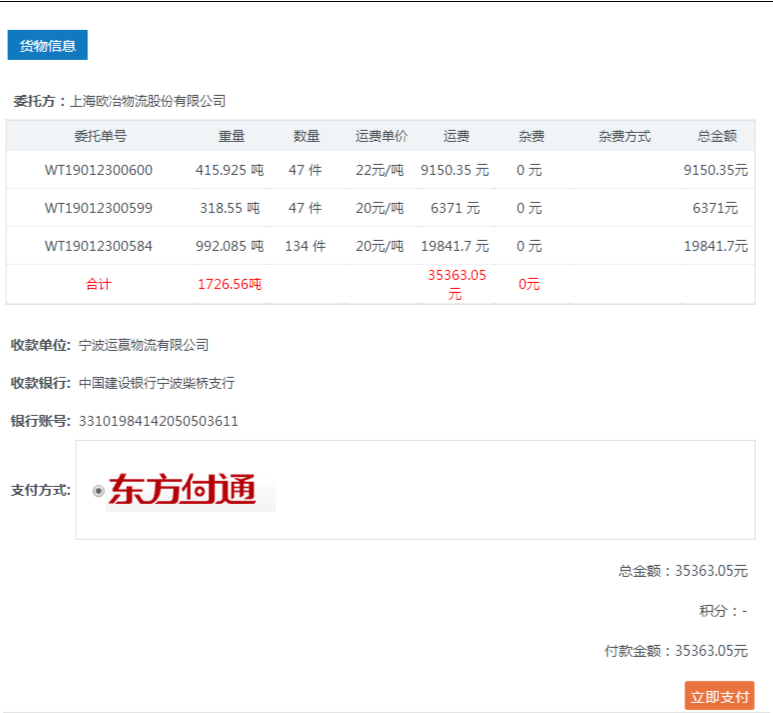 货物信息
委托方：上海欧冶物流股份有限公司
委托单号 重量 数量 运费单价 运费 杂费 杂费方式 总金额
WT19012300600 415.925 吨 47 件 22元/吨 9150.35 元 0 元 9150.35元
WT19012300599 318.55 吨 47 件 20元/吨 6371 元 0 元 6371元
WT19012300584 992.085 吨 134 件 20元/吨 19841.7 元 0 元 19841.7元
合计 1726.56吨 35363.05元 0元
收款单位: 宁波运赢物流有限公司
收款银行: 中国建设银行宁波柴桥支行
银行账号: 33101984142050503611
支付方式: 东方付通
总金额：35363.05元
积分：-
付款金额：35363.05元
立即支付